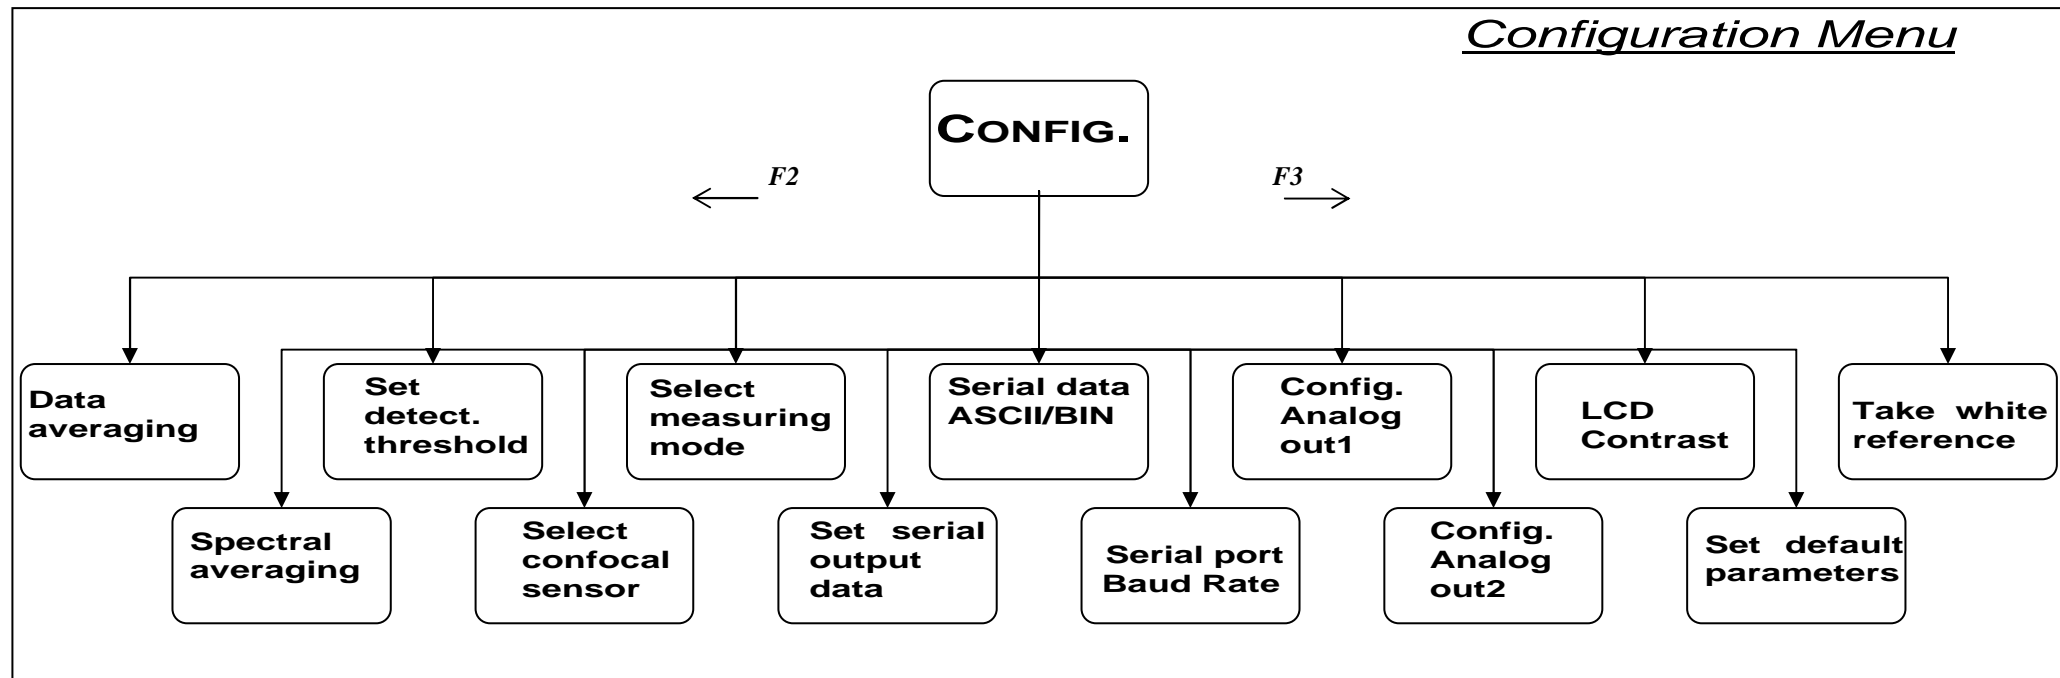 Configuration Menu
CONFIG.
F2
F3
Data
averaging
Set
detect.
threshold
Select
measuring
mode
Serial data
ASCII/BIN
Config.
Analog
out1
LCD
Contrast
Take white
reference
Spectral
averaging
Select
confocal
sensor
Set serial
output
data
Serial port
Baud Rate
Config.
Analog
out2
Set default
parameters